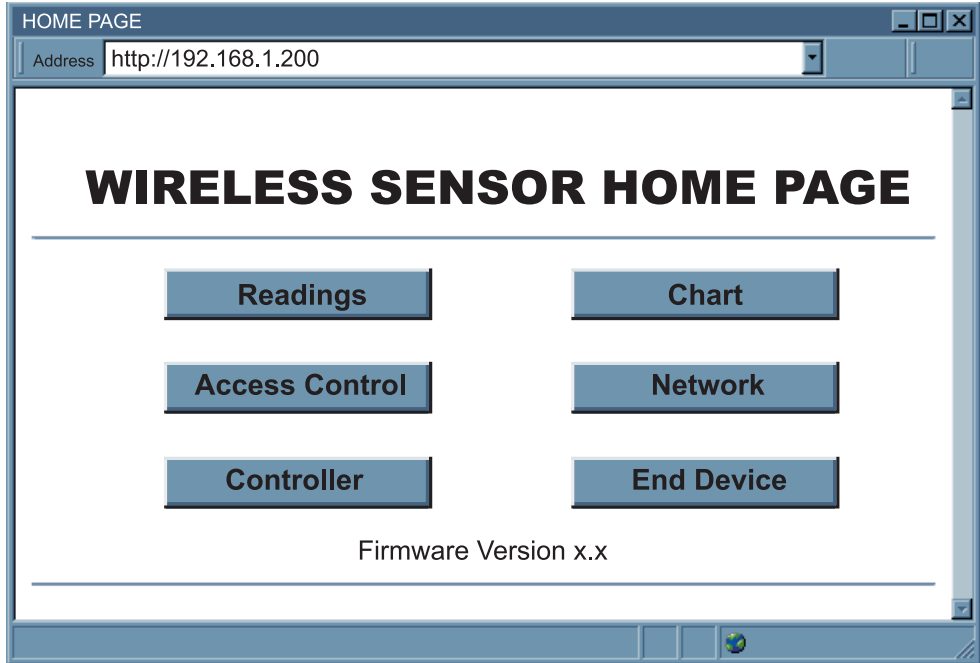 HOME PAGE
Address http://192.168.1.200
WIRELESS SENSOR HOME PAGE
Readings Chart
Access Control Network
Controller End Device
Firmware Version x.x